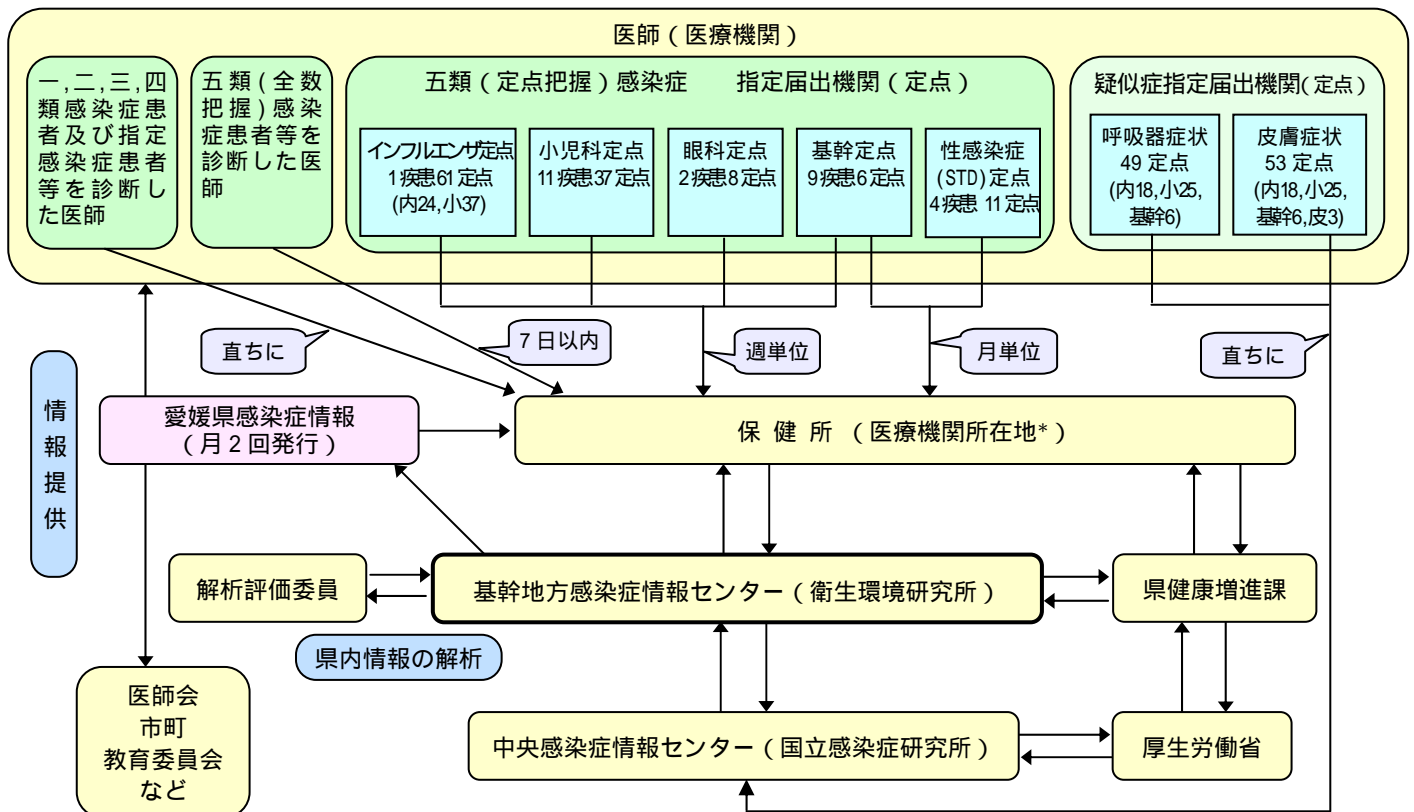 医師（医療機関）
一,二,三,四
類感染症患
者及び指定
感染症患者
等を診断し
た医師
五類(全数
把握)感染
症患者等を
診断した医
師
五類（定点把握）感染症　　指定届出機関（定点）
インフルエンザ定点
1疾患61定点
(内24,小37)
小児科定点
11疾患37定点
眼科定点
2疾患8定点
基幹定点
9疾患6定点
性感染症
(STD)定点
4疾患 11定点
疑似症指定届出機関(定点)
呼吸器症状
49 定点
(内18,小25,
基幹6)
皮膚症状
53 定点
(内18,小25,
基幹6,皮3)
直ちに
7日以内
週単位
月単位
直ちに
情報提供
愛媛県感染症情報
（月2回発行）
保 健 所 （医療機関所在地*）
解析評価委員
基幹地方感染症情報センター（衛生環境研究所）
県健康増進課
県内情報の解析
医師会
市町
教育委員会
など
中央感染症情報センター（国立感染症研究所）
厚生労働省